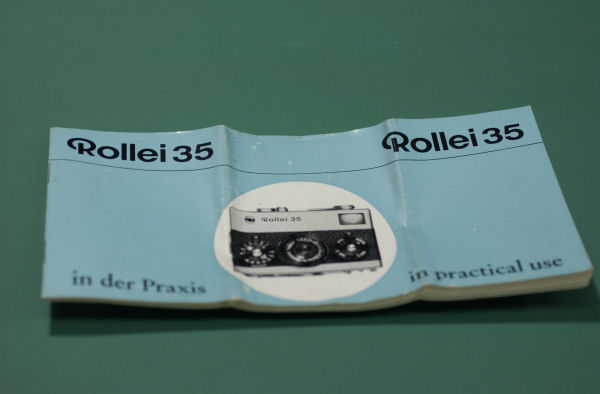 Rollei 35
Rollei 35
Rollei 35
in der Praxis
in practical use